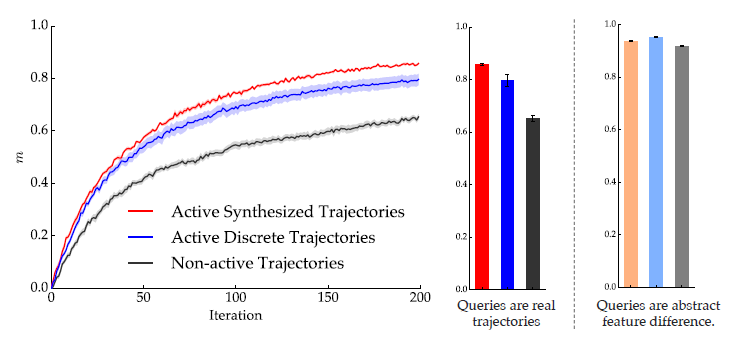 1.0
0.8
0.6
0.4
0.2
0.0
m
0
50
100
150
200
Iteration
Active Synthesized Trajectories
Active Discrete Trajectories
Non-active Trajectories
1.0
0.8
0.6
0.4
0.2
0.0
Queries are real
trajectories
1.0
0.8
0.6
0.4
0.2
0.0
Queries are abstract
feature difference.